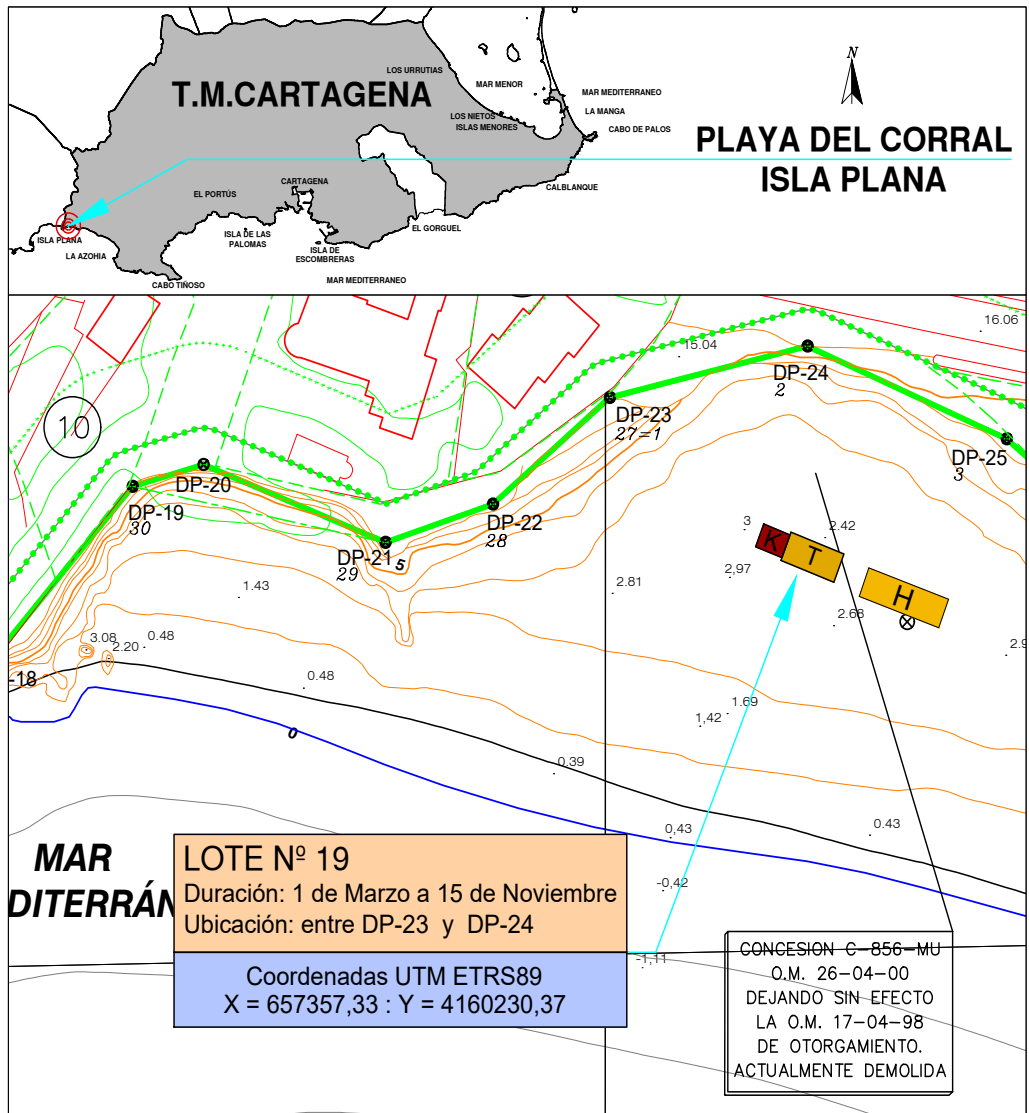 LOS URRUTIAS
T.M.CARTAGENA
MAR MENOR
MAR MEDITERRANEO
LA MANGA
LOS NIETOS
ISLAS MENORES
CABO DE PALOS
N
PLAYA DEL CORRAL
ISLA PLANA
CALBLANQUE
CARTAGENA
EL PORTÚS
EL GORGUEL
ISLA DE LAS
PALOMAS
ISLA DE
ESCOMBRERAS
ISLA PLANA
LA AZOHIA
CABO TIÑOSO
MAR MEDITERRANEO
16.06
15.04
DP-24
2
DP-23
27=1
10
DP-25
3
DP-20
DP-19
30
DP-22
28
DP-21
29
5
3
2.42
K
T
H
2,97
2.81
2.68
1.43
3.08
2.20
0.48
2.9
-18
0.48
1.69
1,42
0
0.39
0,43
0.43
-0,42
MAR
DITERRÁN
LOTE Nº 19
Duración: 1 de Marzo a 15 de Noviembre
Ubicación: entre DP-23 y DP-24
Coordenadas UTM ETRS89
X = 657357,33 : Y = 4160230,37
-1,11
CONCESION C-856-MU
O.M. 26-04-00
DEJANDO SIN EFECTO
LA O.M. 17-04-98
DE OTORGAMIENTO.
ACTUALMENTE DEMOLIDA